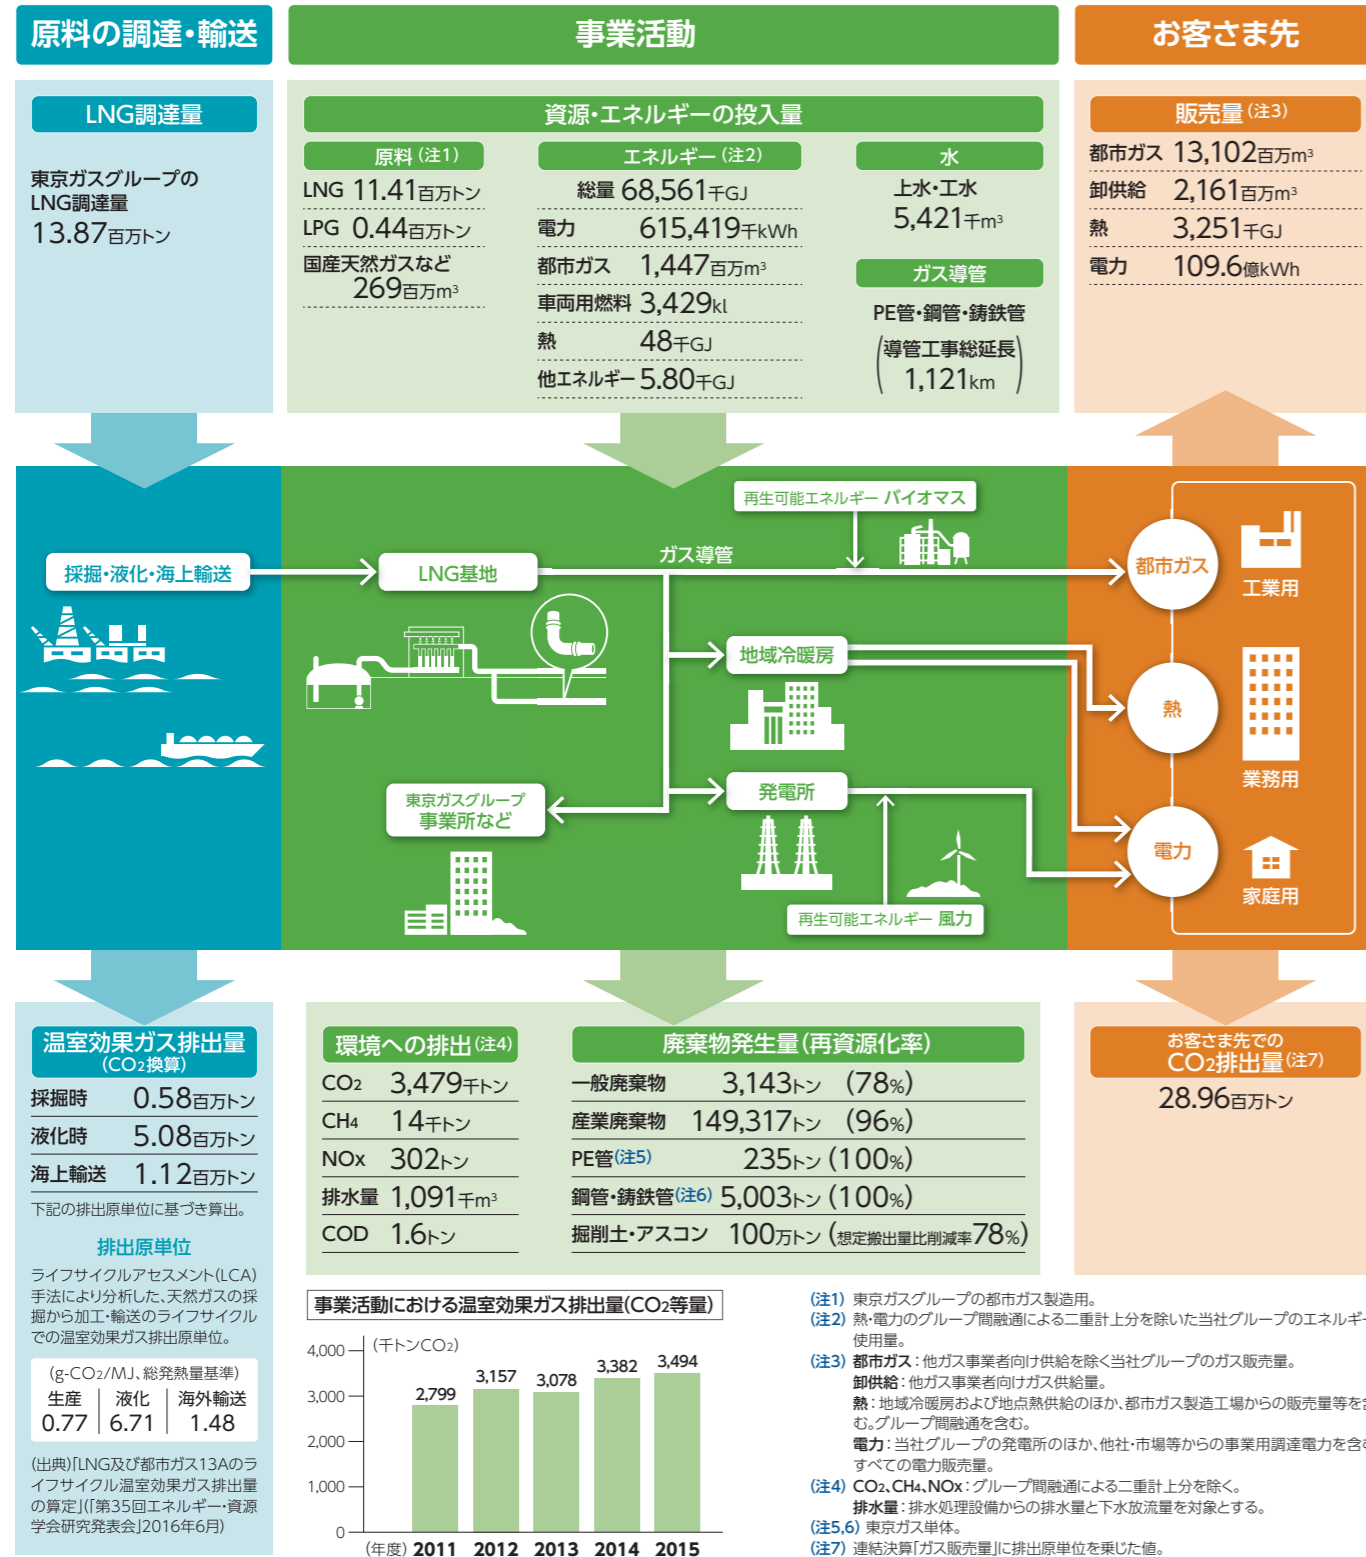 原料の調達・輸送
事業活動
お客さま先
LNG調達量
東京ガスグループの
LNG調達量
13.87百万トン
資源・エネルギーの投入量
原料(注1)
LNG 11.41百万トン
LPG 0.44百万トン
国産天然ガスなど
269百万m³
エネルギー(注2)
総量 68,561千GJ
電力 615,419千kWh
都市ガス 1,447百万m³
車両用燃料 3,429kl
熱 48千GJ
他エネルギー 5.80千GJ
水
上水・工水
5,421千m³
ガス導管
PE管・鋼管・鋳鉄管
(導管工事総延長
1,121km)
販売量(注3)
都市ガス 13,102百万m³
卸供給 2,161百万m³
熱 3,251千GJ
電力 109.6億kWh
再生可能エネルギー バイオマス
採掘・液化・海上輸送
LNG基地
ガス導管
都市ガス
工業用
地域冷暖房
熱
業務用
東京ガスグループ
事業所など
発電所
電力
家庭用
再生可能エネルギー 風力
温室効果ガス排出量
(CO₂換算)
採掘時 0.58百万トン
液化時 5.08百万トン
海上輸送 1.12百万トン
下記の排出原単位に基づき算出。
排出原単位
ライフサイクルアセスメント(LCA)
手法により分析した、天然ガスの採
掘から加工・輸送のライフサイクル
での温室効果ガス排出原単位。
(g-CO₂/MJ、総発熱量基準)
生産 液化 海外輸送
0.77 6.71 1.48
(出典)「LNG及び都市ガス13Aのラ
イフサイクル温室効果ガス排出量
の算定」(「第35回エネルギー・資源
学会研究発表会」2016年6月)
環境への排出(注4)
CO₂ 3,479千トン
CH₄ 14千トン
NOx 302トン
排水量 1,091千m³
COD 1.6トン
廃棄物発生量(再資源化率)
一般廃棄物 3,143トン (78%)
産業廃棄物 149,317トン (96%)
PE管(注5) 235トン (100%)
鋼管・鋳鉄管(注6) 5,003トン (100%)
掘削土・アスコン 100万トン (想定搬出量比削減率78%)
お客さま先での
CO₂排出量(注7)
28.96百万トン
事業活動における温室効果ガス排出量(CO₂等量)
(千トンCO₂)
4,000
3,000
2,000
1,000
0
2,799 3,157 3,078 3,382 3,494
(年度) 2011 2012 2013 2014 2015
(注1) 東京ガスグループの都市ガス製造用。
(注2) 熱・電力のグループ間融通による二重計上分を除いた当社グループのエネルギー
使用量。
(注3) 都市ガス：他ガス事業者向け供給を除く当社グループのガス販売量。
卸供給：他ガス事業者向けガス供給量。
熱：地域冷暖房および地点熱供給のほか、都市ガス製造工場からの販売量等を含
む。グループ間融通を含む。
電力：当社グループの発電所のほか、他社・市場等からの事業用調達電力を含む
すべての電力販売量。
(注4) CO₂、CH₄、NOx：グループ間融通による二重計上分を除く。
排水量：排水処理設備からの排水量と下水放流量を対象とする。
(注5,6) 東京ガス単体。
(注7) 連結決算「ガス販売量」に排出原単位を乗じた値。